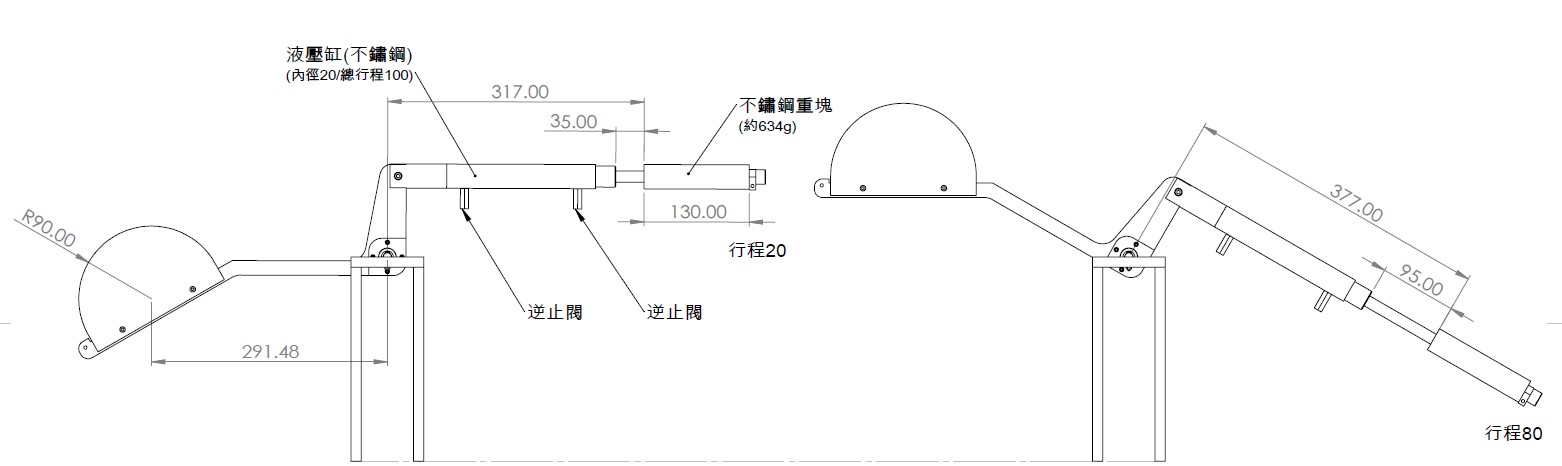 液壓缸(不鏽鋼)
(內徑20/總行程100)
317.00
35.00
不鏽鋼重塊
(約634g)
130.00
行程20
R90.00
逆止閥
逆止閥
291.48
377.00
95.00
行程80